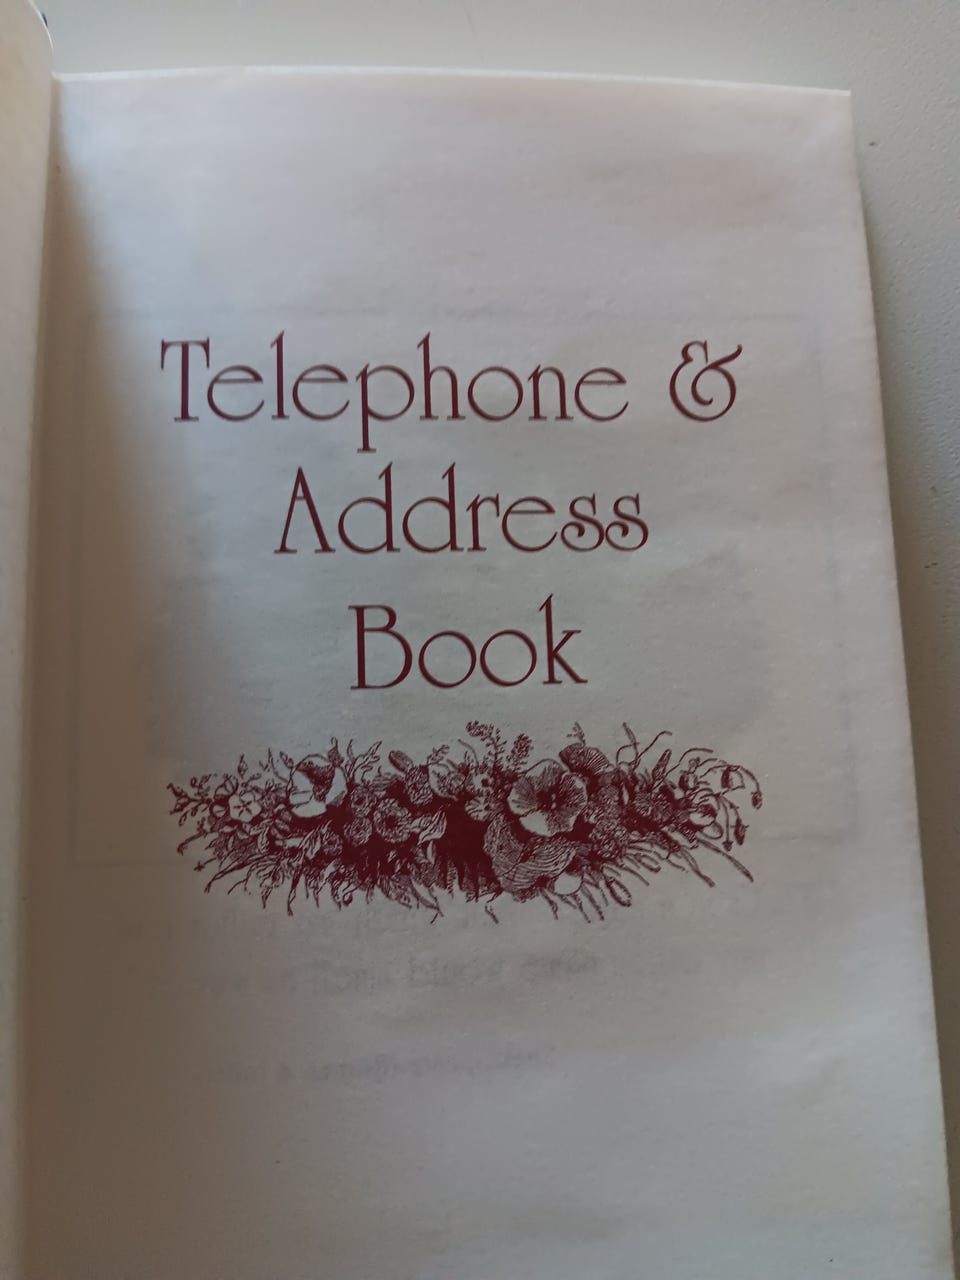 Telephone &
Address
Book